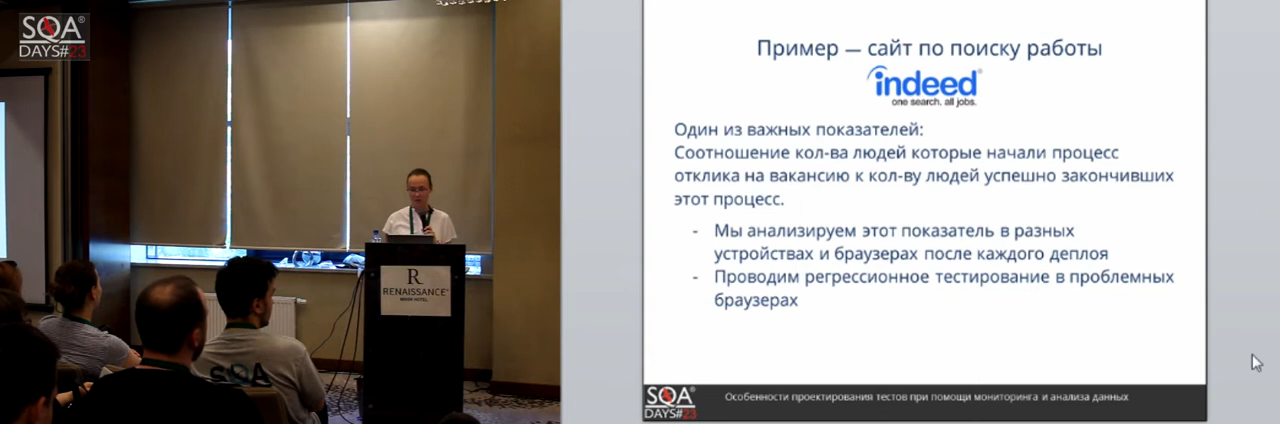 SQA®
DAYS#23
R
RENAISSANCE®
MINSK HOTEL
SQA
Пример — сайт по поиску работы
indeed®
one search. all jobs.
Один из важных показателей:
Соотношение кол-ва людей которые начали процесс
отклика на вакансию к кол-ву людей успешно закончивших
этот процесс.
- Мы анализируем этот показатель в разных
устройствах и браузерах после каждого деплоя
- Проводим регрессионное тестирование в проблемных
браузерах
SQA®
DAYS#23
Особенности проектирования тестов при помощи мониторинга и анализа данных